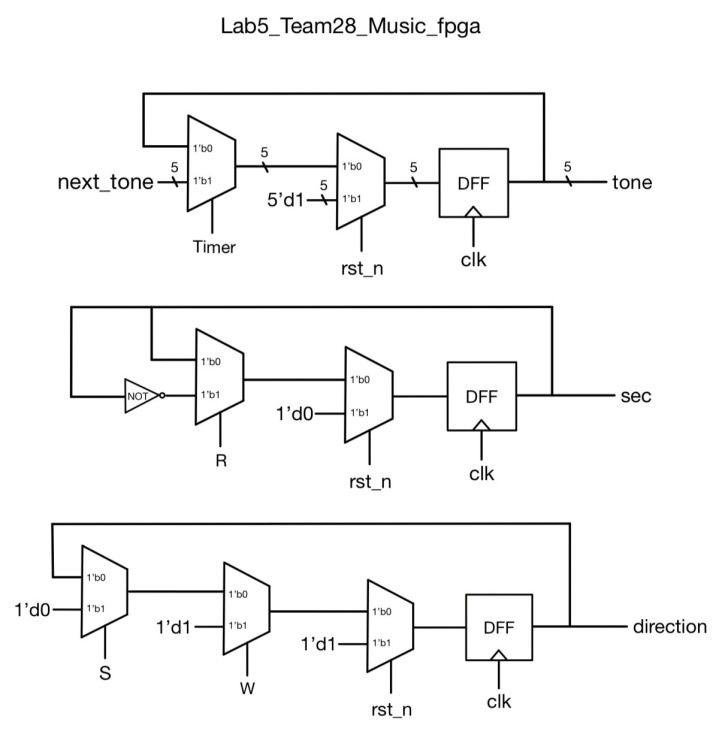 Lab5_Team28_Music_fpga
1'b0
5
5
1'b0
5
5
next_tone
1'b1
5'd1
5
1'b1
DFF
tone
Timer
rst_n
clk
1'b0
1'b0
NOT
1'b1
1'd0
1'b1
DFF
sec
R
rst_n
clk
1'b0
1'd0
1'b1
1'b0
1'd1
1'b1
1'b0
1'd1
1'b1
DFF
direction
S
W
rst_n
clk